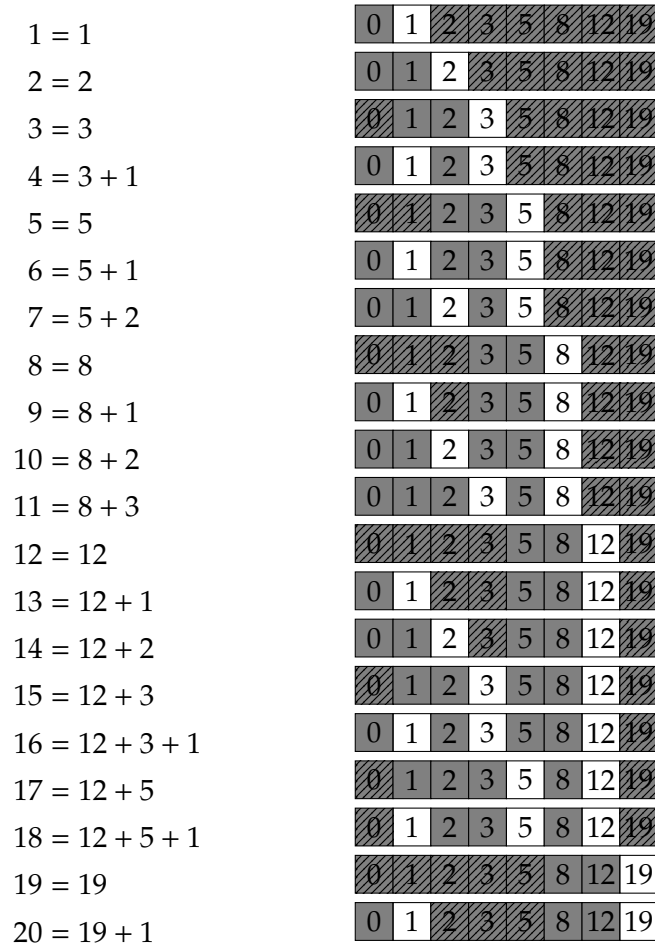 1 = 1 0 1 2 3 5 8 12 19
2 = 2 0 1 2 3 5 8 12 19
3 = 3 0 1 2 3 5 8 12 19
4 = 3 + 1 0 1 2 3 5 8 12 19
5 = 5 0 1 2 3 5 8 12 19
6 = 5 + 1 0 1 2 3 5 8 12 19
7 = 5 + 2 0 1 2 3 5 8 12 19
8 = 8 0 1 2 3 5 8 12 19
9 = 8 + 1 0 1 2 3 5 8 12 19
10 = 8 + 2 0 1 2 3 5 8 12 19
11 = 8 + 3 0 1 2 3 5 8 12 19
12 = 12 0 1 2 3 5 8 12 19
13 = 12 + 1 0 1 2 3 5 8 12 19
14 = 12 + 2 0 1 2 3 5 8 12 19
15 = 12 + 3 0 1 2 3 5 8 12 19
16 = 12 + 3 + 1 0 1 2 3 5 8 12 19
17 = 12 + 5 0 1 2 3 5 8 12 19
18 = 12 + 5 + 1 0 1 2 3 5 8 12 19
19 = 19 0 1 2 3 5 8 12 19
20 = 19 + 1 0 1 2 3 5 8 12 19